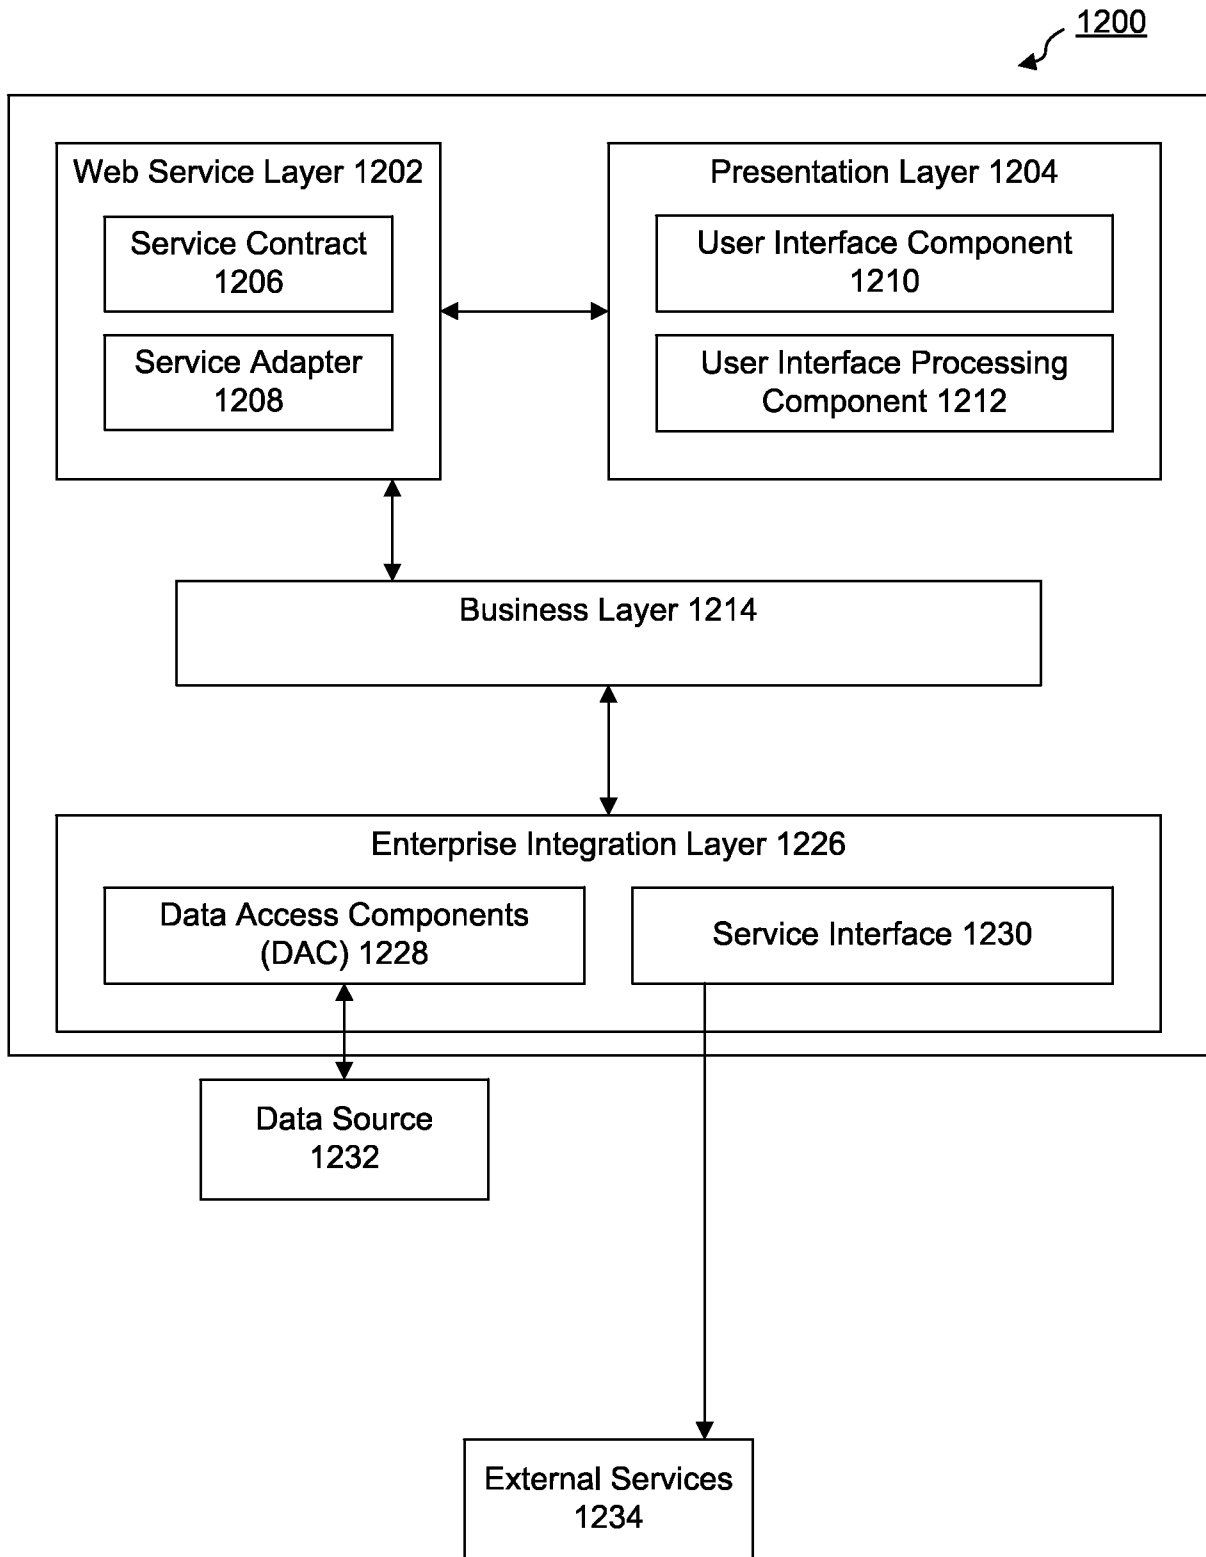 1200
Web Service Layer 1202
Service Contract
1206
Service Adapter
1208
Presentation Layer 1204
User Interface Component
1210
User Interface Processing
Component 1212
Business Layer 1214
Enterprise Integration Layer 1226
Data Access Components
(DAC) 1228
Service Interface 1230
Data Source
1232
External Services
1234